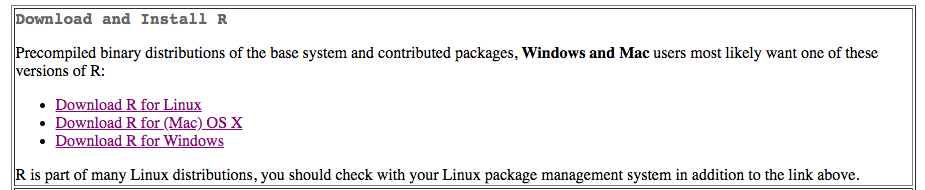 Download and Install R
Precompiled binary distributions of the base system and contributed packages, Windows and Mac users most likely want one of these
versions of R:
• Download R for Linux
• Download R for (Mac) OS X
• Download R for Windows
R is part of many Linux distributions, you should check with your Linux package management system in addition to the link above.